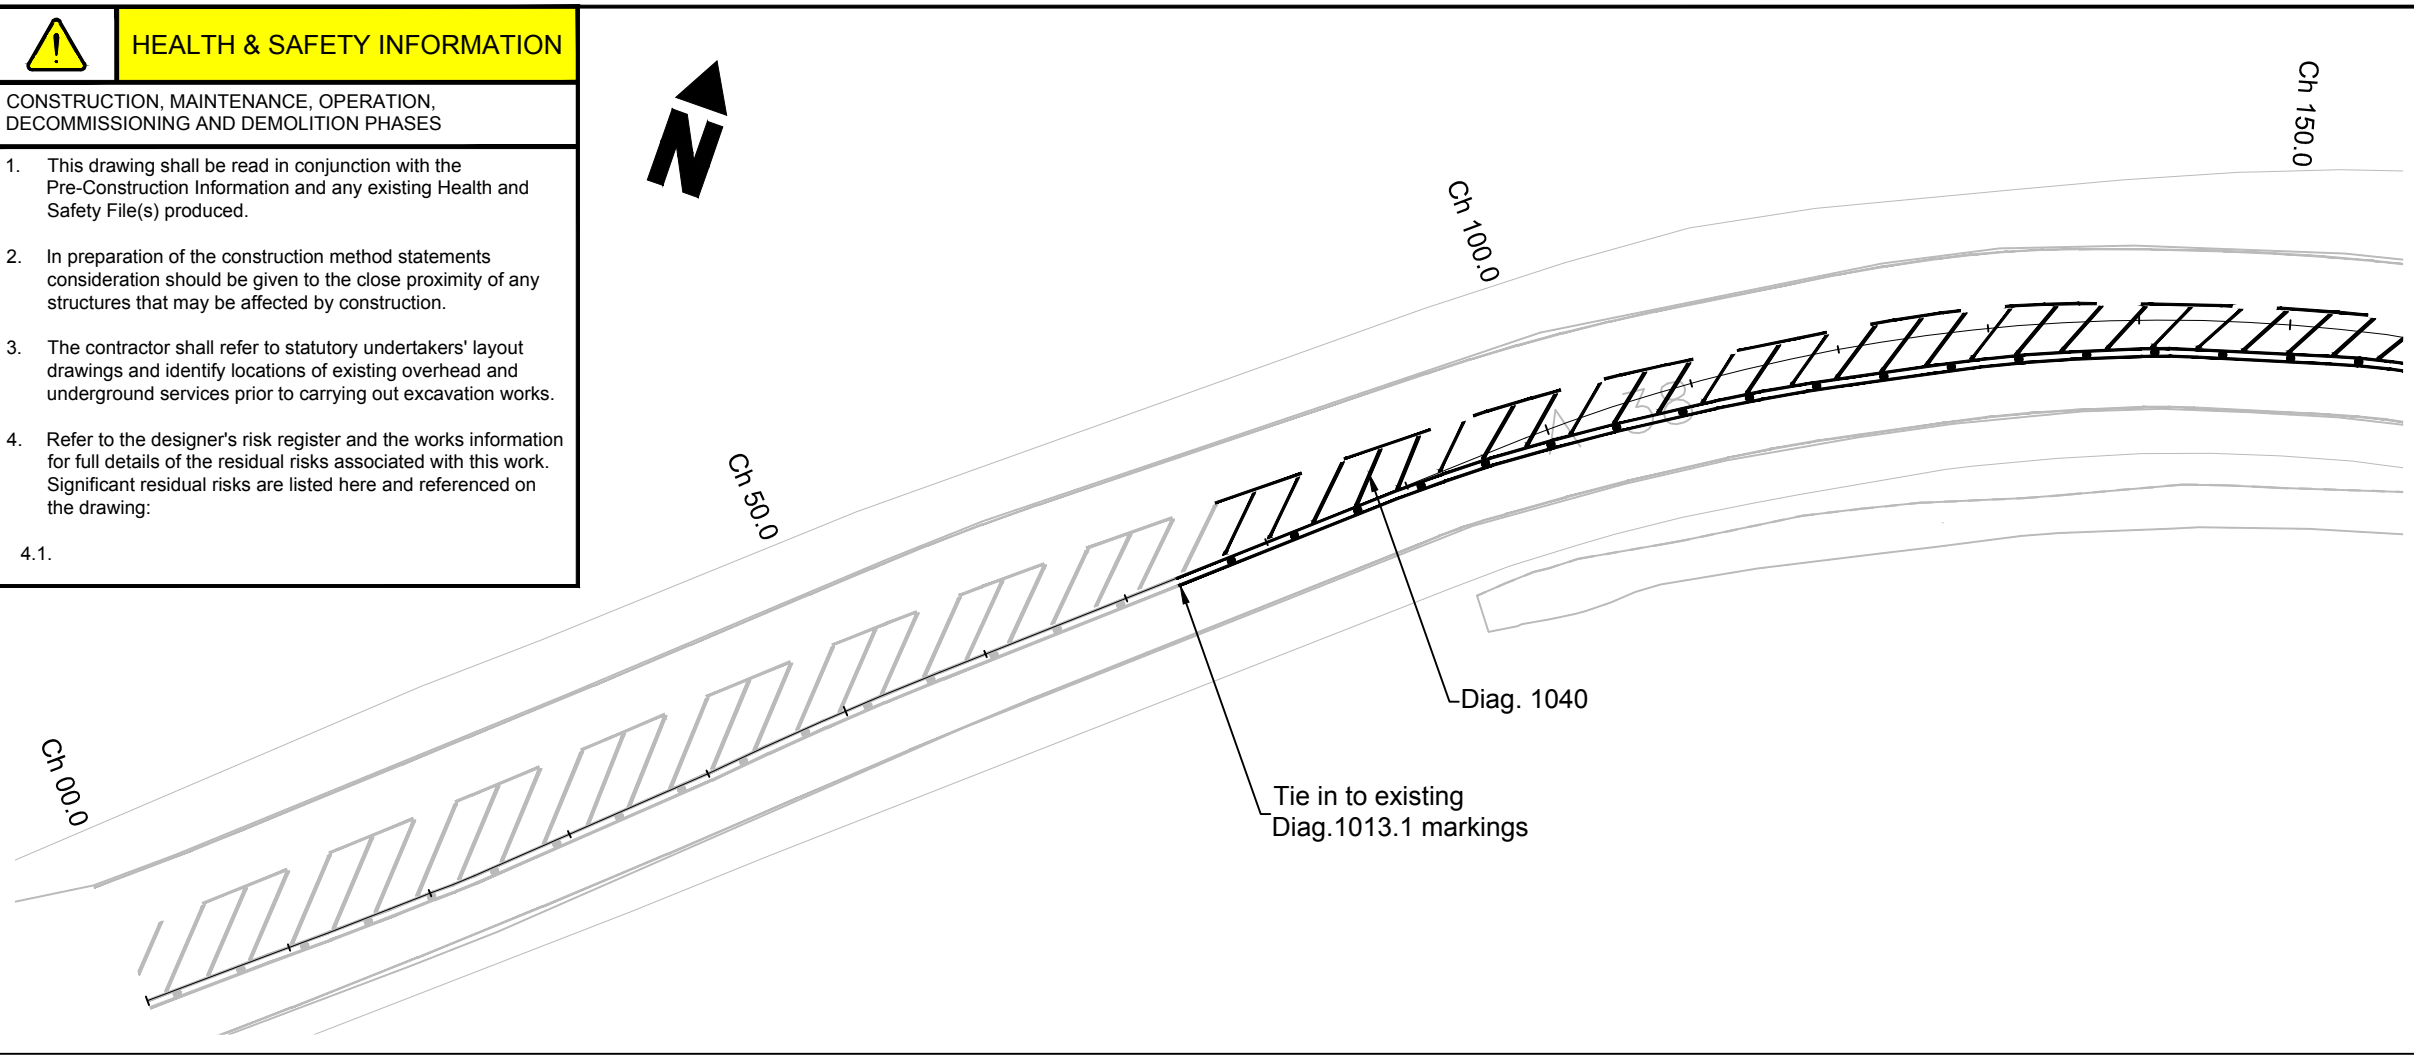 HEALTH & SAFETY INFORMATION
CONSTRUCTION, MAINTENANCE, OPERATION,
DECOMMISSIONING AND DEMOLITION PHASES
1. This drawing shall be read in conjunction with the
Pre-Construction Information and any existing Health and
Safety File(s) produced.
2. In preparation of the construction method statements
consideration should be given to the close proximity of any
structures that may be affected by construction.
3. The contractor shall refer to statutory undertakers' layout
drawings and identify locations of existing overhead and
underground services prior to carrying out excavation works.
4. Refer to the designer's risk register and the works information
for full details of the residual risks associated with this work.
Significant residual risks are listed here and referenced on
the drawing:
4.1.
N
Ch 00.0
Ch 50.0
Ch 100.0
Ch 150.0
A 38
Diag. 1040
Tie in to existing
Diag.1013.1 markings